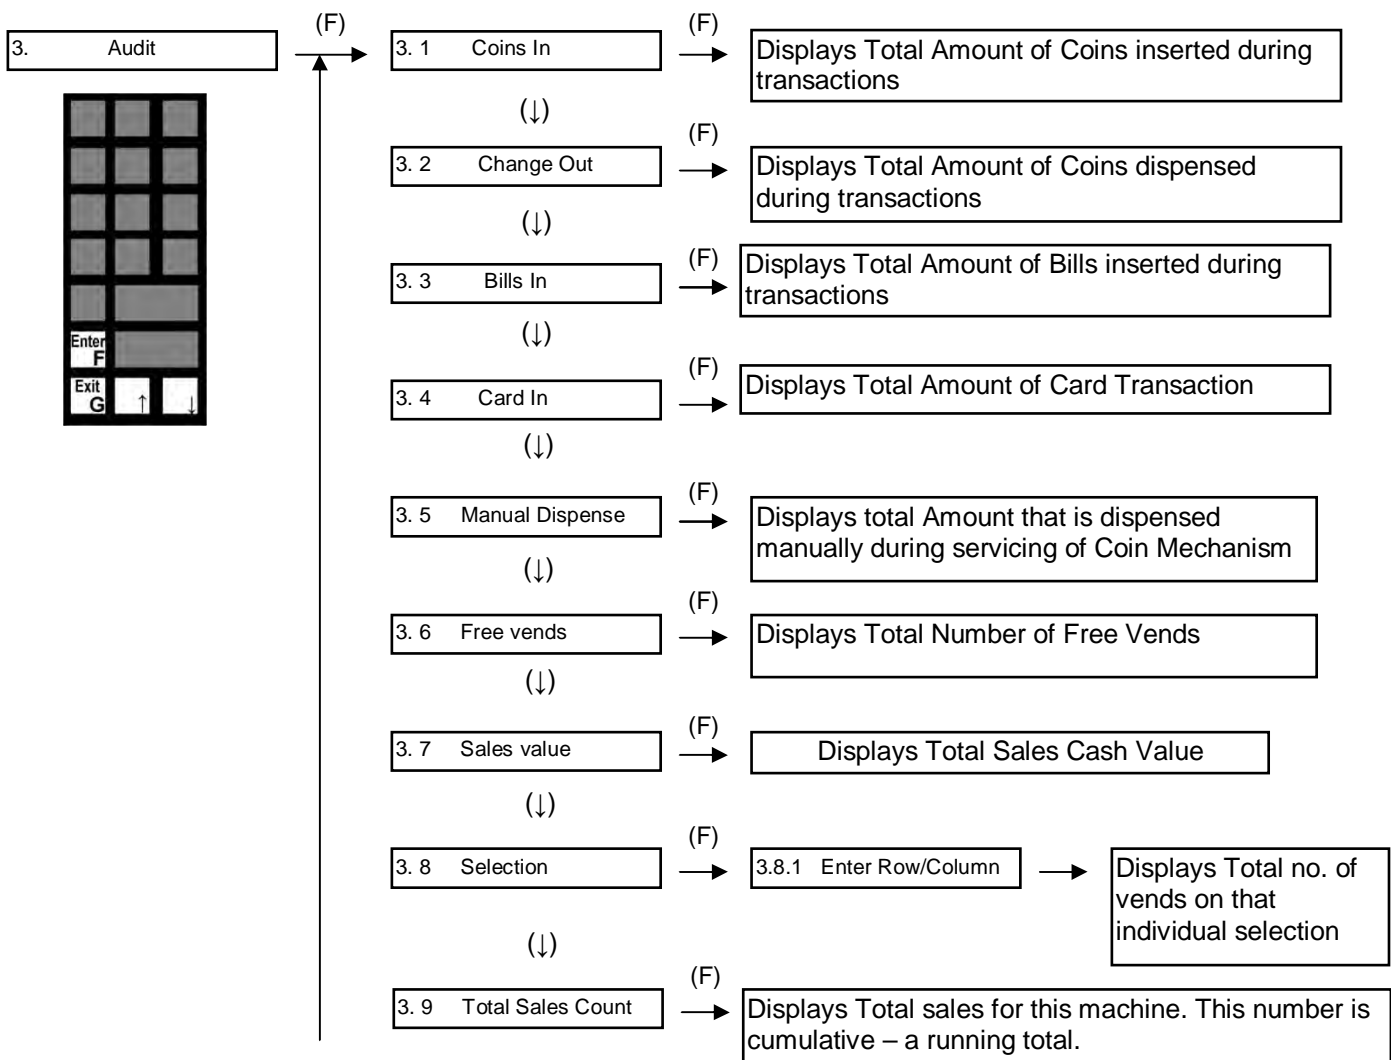 (F)
3. Audit
3. 1 Coins In
(F)
Displays Total Amount of Coins inserted during
transactions
(↓)
3. 2 Change Out
(F)
Displays Total Amount of Coins dispensed
during transactions
(↓)
3. 3 Bills In
(F)
Displays Total Amount of Bills inserted during
transactions
(↓)
3. 4 Card In
(F)
Displays Total Amount of Card Transaction
(↓)
3. 5 Manual Dispense
(F)
Displays total Amount that is dispensed
manually during servicing of Coin Mechanism
(↓)
3. 6 Free vends
(F)
Displays Total Number of Free Vends
(↓)
3. 7 Sales value
(F)
Displays Total Sales Cash Value
(↓)
3. 8 Selection
(F)
3.8.1 Enter Row/Column
Displays Total no. of
vends on that
individual selection
(↓)
3. 9 Total Sales Count
(F)
Displays Total sales for this machine. This number is
cumulative – a running total.
Enter
F
Exit
G ↑ ↓